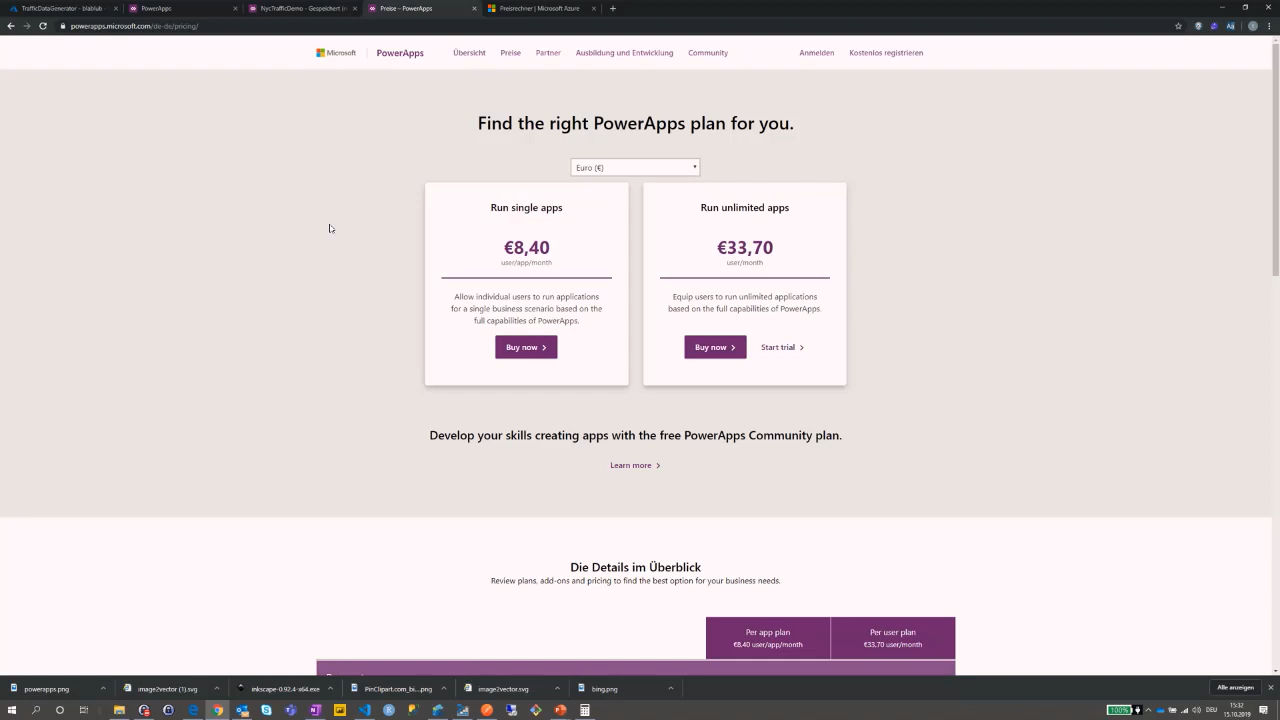 TrafficDataGenerator - blablub
PowerApps
NycTrafficDemo - Gespeichert (n
Preise – PowerApps
Preisrechner | Microsoft Azure
powerapps.microsoft.com/de-de/pricing/
Microsoft
PowerApps
Übersicht
Preise
Partner
Ausbildung und Entwicklung
Community
Anmelden
Kostenlos registrieren
Find the right PowerApps plan for you.
Euro (€)
Run single apps
€8,40
user/app/month
Allow individual users to run applications
for a single business scenario based on the
full capabilities of PowerApps.
Buy now
Run unlimited apps
€33,70
user/month
Equip users to run unlimited applications
based on the full capabilities of PowerApps.
Buy now
Start trial
Develop your skills creating apps with the free PowerApps Community plan.
Learn more
Die Details im Überblick
Review plans, add-ons and pricing to find the best option for your business needs.
Per app plan
€8,40 user/app/month
Per user plan
€33,70 user/month
powerapps.png
image2vector (1).svg
inkscape-0.92.4-x64.exe
PinClipart.com_bi....png
image2vector.svg
bing.png
Alle anzeigen
100%
DEU
15:32
15.10.2019